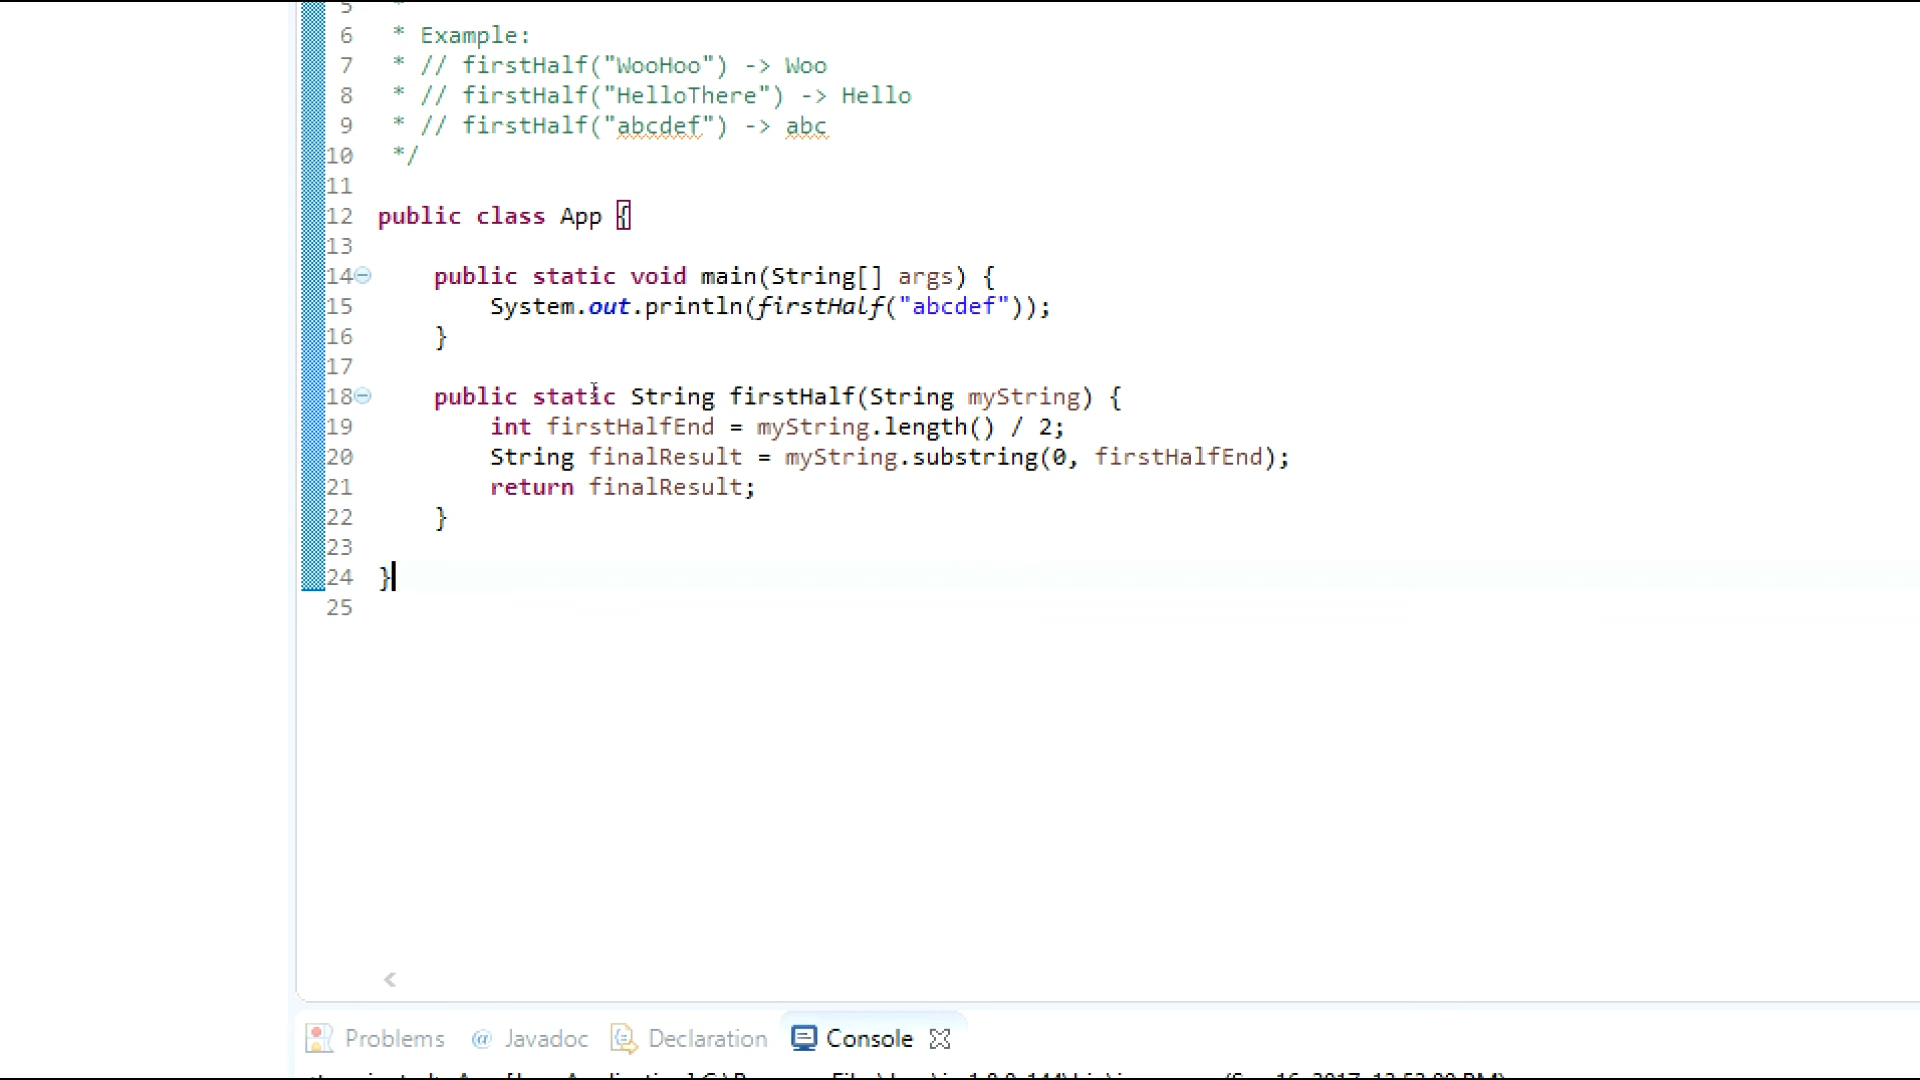 5 *
6 * Example:
7 * // firstHalf("WooHoo") -> Woo
8 * // firstHalf("HelloThere") -> Hello
9 * // firstHalf("abcdef") -> abc
10 */
11
12 public class App {
13
14 public static void main(String[] args) {
15 System.out.println(firstHalf("abcdef"));
16 }
17
18 public static String firstHalf(String myString) {
19 int firstHalfEnd = myString.length() / 2;
20 String finalResult = myString.substring(0, firstHalfEnd);
21 return finalResult;
22 }
23
24 }
25
Problems @ Javadoc Declaration Console